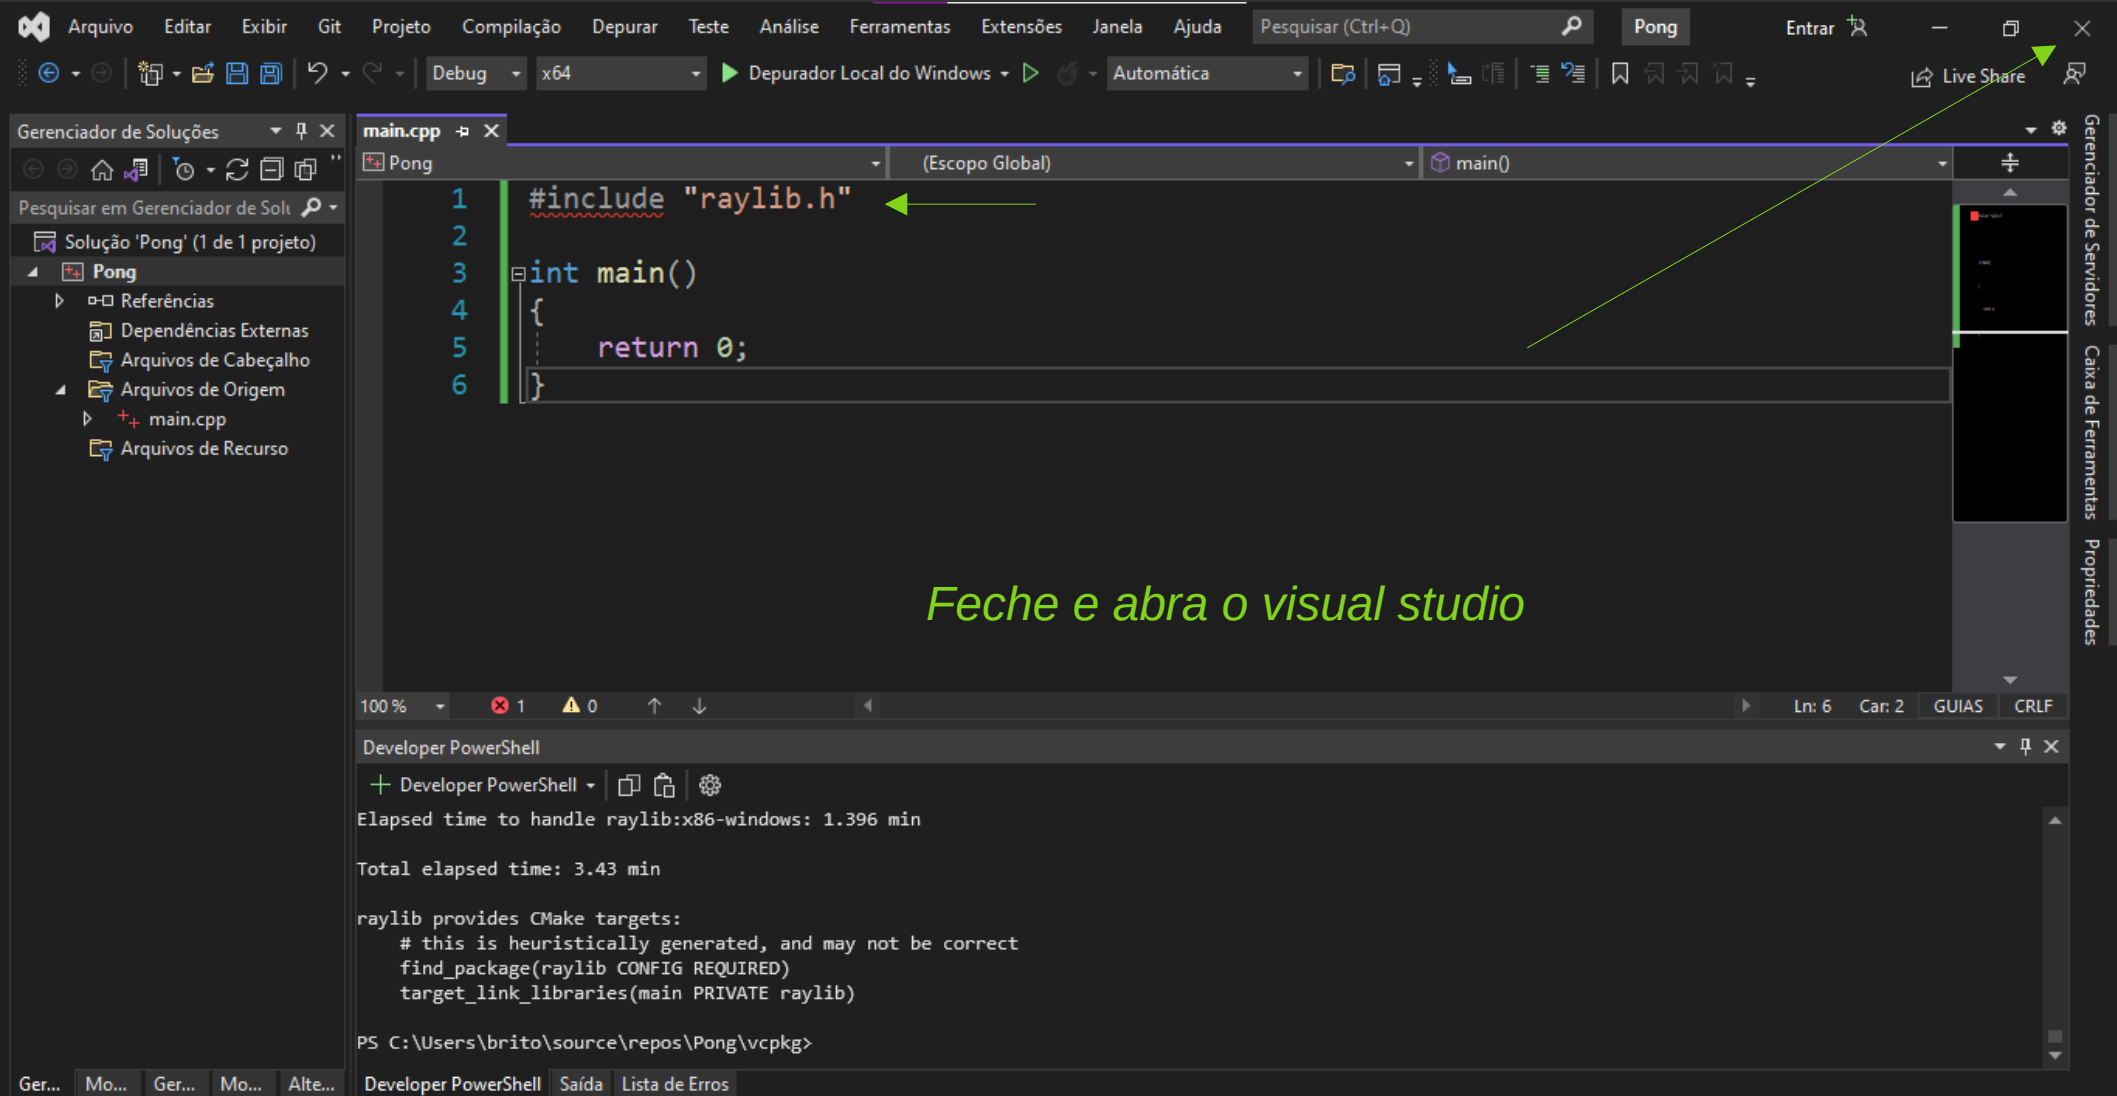 Arquivo Editar Exibir Git Projeto Compilação Depurar Teste Análise Ferramentas Extensões Janela Ajuda Pesquisar (Ctrl+Q) Pong Entrar
Debug x64 Depurador Local do Windows Automática Live Share
Gerenciador de Soluções
Pesquisar em Gerenciador de Solu
Solução 'Pong' (1 de 1 projeto)
Pong
Referências
Dependências Externas
Arquivos de Cabeçalho
Arquivos de Origem
main.cpp
Arquivos de Recurso
Ger... Mo... Ger... Mo... Alte...
main.cpp
Pong (Escopo Global) main()
1 #include "raylib.h"
2
3 int main()
4 {
5 return 0;
6 }
Feche e abra o visual studio
100 % 1 0 Ln: 6 Car: 2 GUIAS CRLF
Developer PowerShell
Developer PowerShell
Elapsed time to handle raylib:x86-windows: 1.396 min
Total elapsed time: 3.43 min
raylib provides CMake targets:
# this is heuristically generated, and may not be correct
find_package(raylib CONFIG REQUIRED)
target_link_libraries(main PRIVATE raylib)
PS C:\Users\brito\source\repos\Pong\vcpkg>
Developer PowerShell Saída Lista de Erros
Gerenciador de Servidores
Caixa de Ferramentas
Propriedades